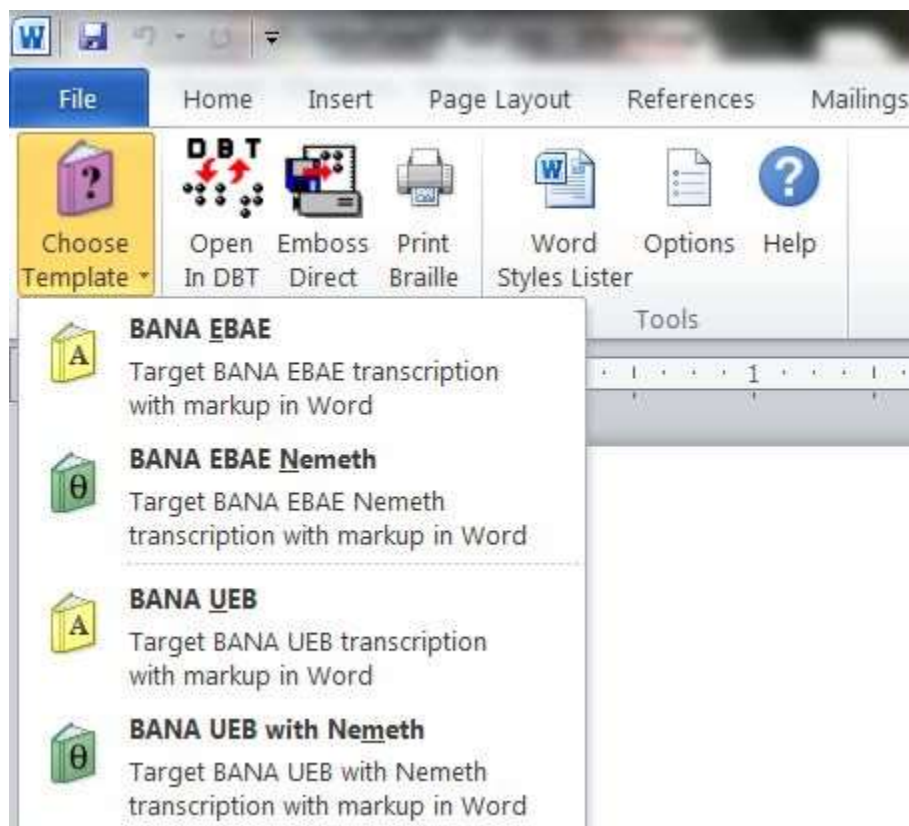 W
File Home Insert Page Layout References Mailings
?
D B T
W
?
Choose Template
Open In DBT
Emboss Direct
Print Braille
Word Styles Lister
Options
Help
Tools
1
A
BANA EBAE
Target BANA EBAE transcription
with markup in Word
θ
BANA EBAE Nemeth
Target BANA EBAE Nemeth
transcription with markup in Word
A
BANA UEB
Target BANA UEB transcription
with markup in Word
θ
BANA UEB with Nemeth
Target BANA UEB with Nemeth
transcription with markup in Word